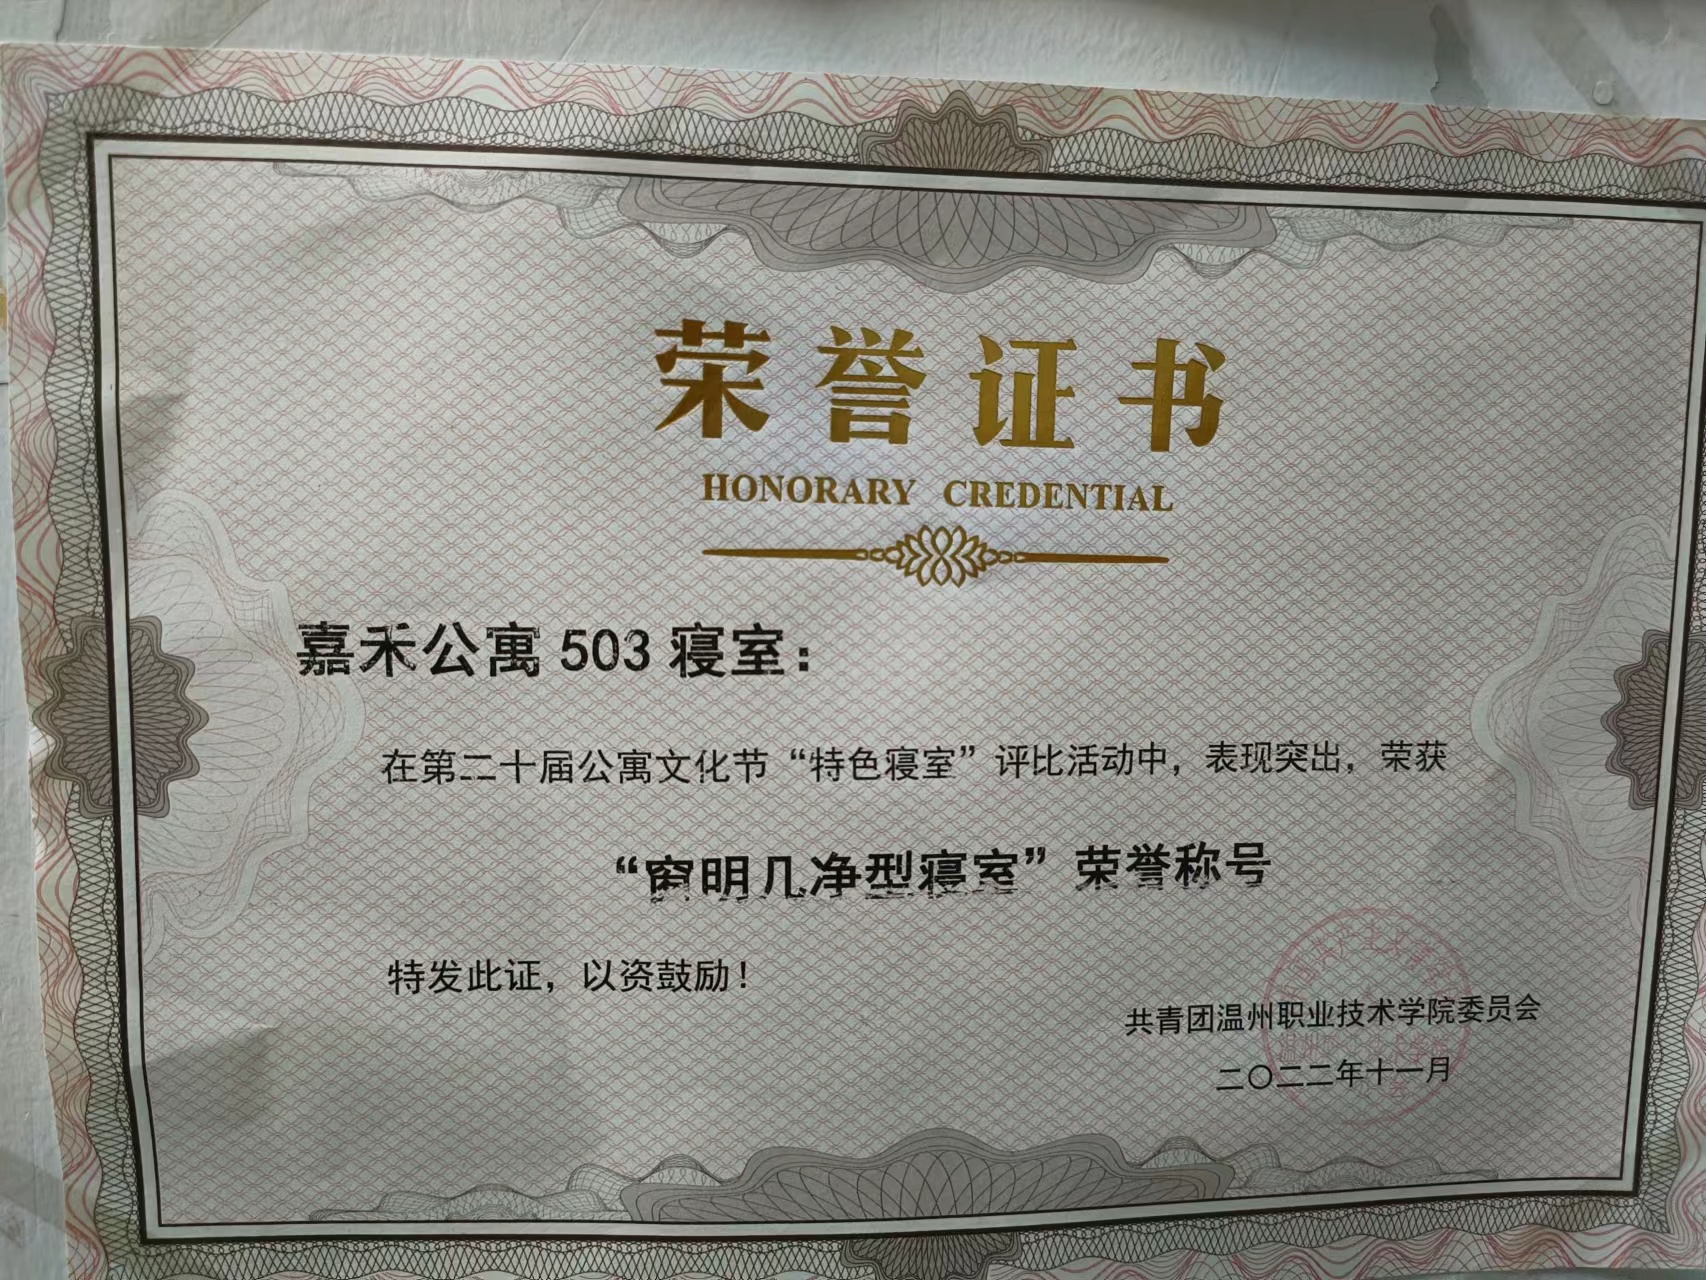 荣誉证书
HONORARY CREDENTIAL
嘉禾公寓 503 寝室：
在第二十届公寓文化节“特色寝室”评比活动中，表现突出，荣获
“窗明几净型寝室”荣誉称号
特发此证，以资鼓励！
共青团温州职业技术学院委员会
二〇二二年十一月